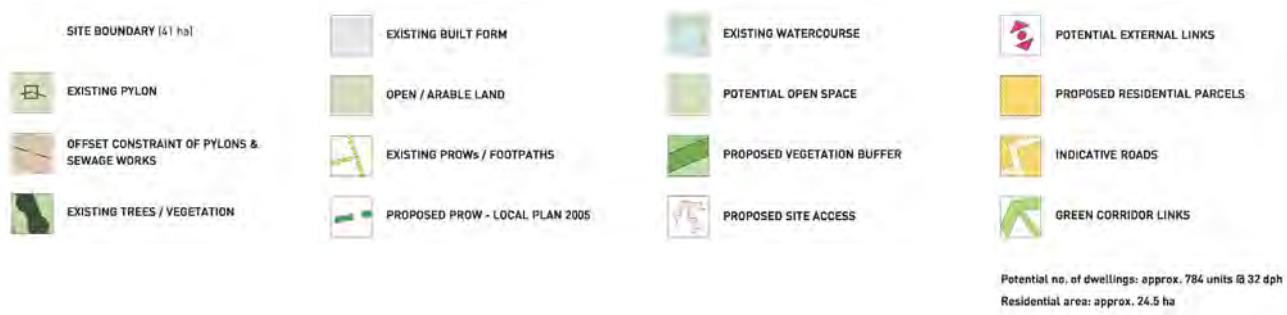 SITE BOUNDARY (41 ha)
EXISTING PYLON
OFFSET CONSTRAINT OF PYLONS &
SEWAGE WORKS
EXISTING TREES / VEGETATION
EXISTING BUILT FORM
OPEN / ARABLE LAND
EXISTING PROWs / FOOTPATHS
PROPOSED PROW - LOCAL PLAN 2005
EXISTING WATERCOURSE
POTENTIAL OPEN SPACE
PROPOSED VEGETATION BUFFER
PROPOSED SITE ACCESS
POTENTIAL EXTERNAL LINKS
PROPOSED RESIDENTIAL PARCELS
INDICATIVE ROADS
GREEN CORRIDOR LINKS
Potential no. of dwellings: approx. 784 units @ 32 dph
Residential area: approx. 24.5 ha